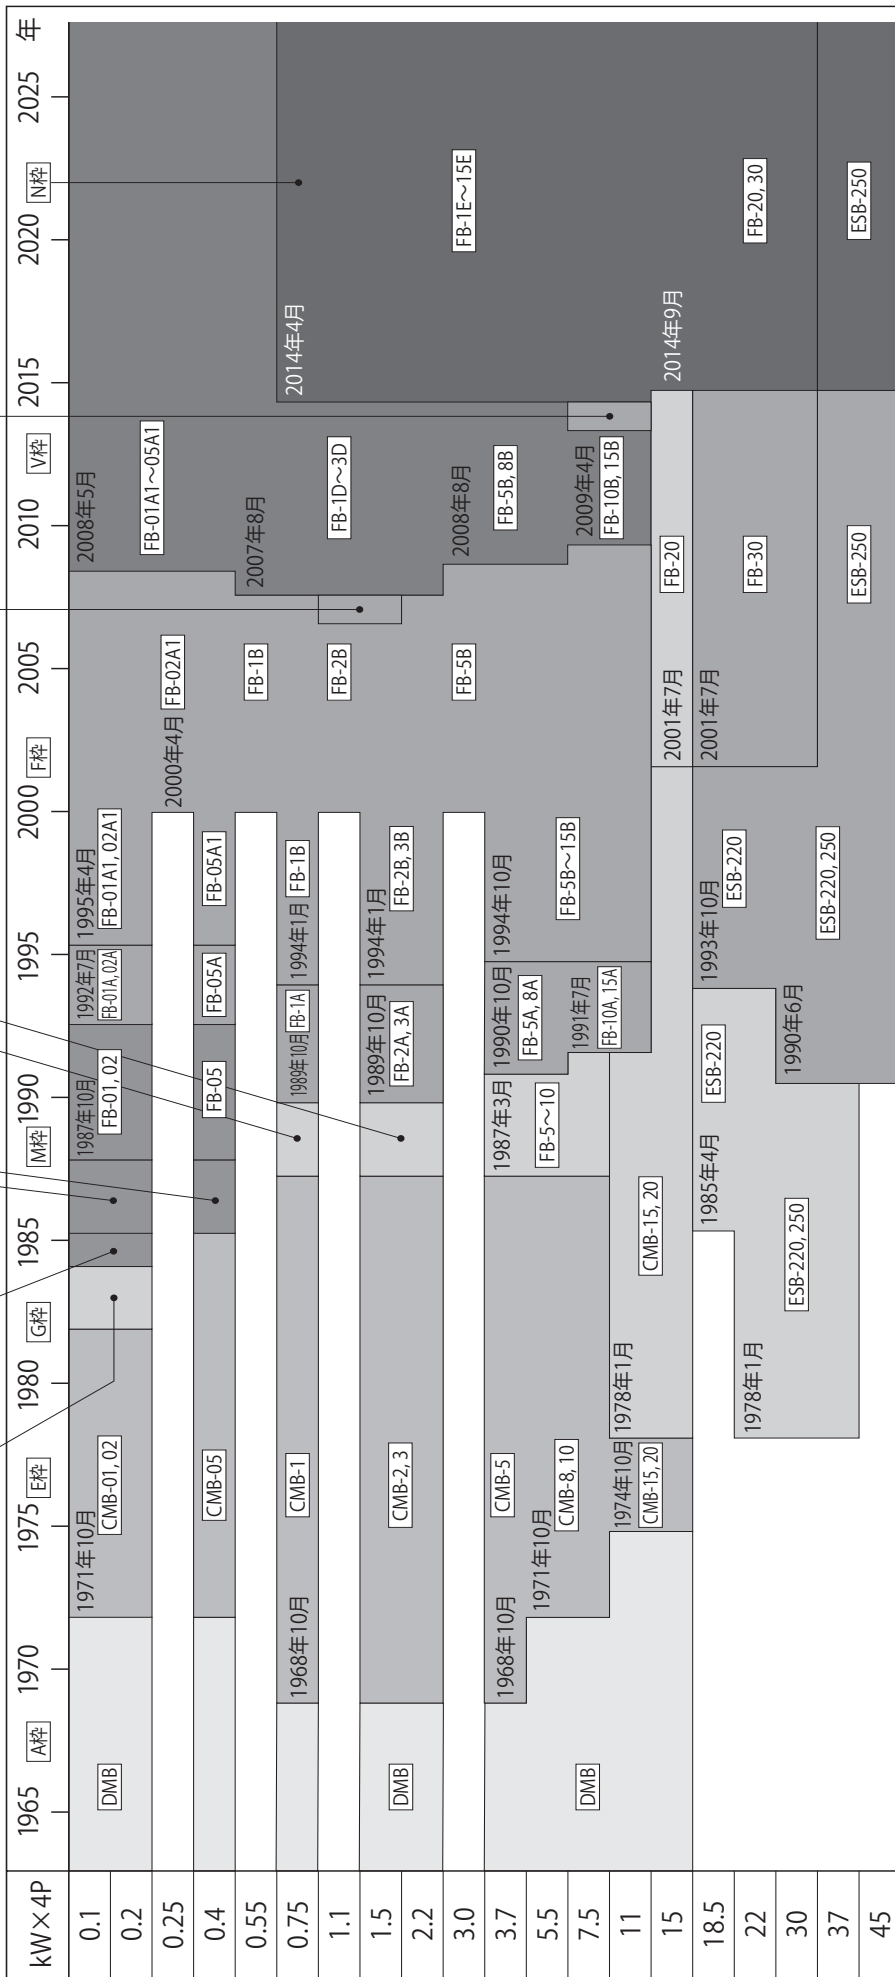 kW×4P 1965 1970 1975 1980 1985 1990 1995 2000 2005 2010 2015 2020 2025 年
A枠 E枠 G枠 M枠 F枠 V枠 N枠
0.1
0.2
0.25
0.4
0.55
0.75
1.1
1.5
2.2
3.0
3.7
5.5
7.5
11
15
18.5
22
30
37
45
1971年10月 1987年10月 1992年7月 1995年4月 2008年5月
DMB CMB-01, 02 FB-01, 02 FB-01A, 02A FB-01A1, 02A1 FB-01A1～05A1
2000年4月 FB-02A1
CMB-05 FB-05 FB-05A FB-05A1
FB-1B 2007年8月
1968年10月 CMB-1 1989年10月 FB-1A 1994年1月 FB-1B 2014年4月
FB-2B FB-1D～3D
1989年10月 1994年1月
DMB CMB-2, 3 FB-2A, 3A FB-2B, 3B
FB-5B 2008年8月 FB-1E～15E
1968年10月 CMB-5 1987年3月 1990年10月 1994年10月 FB-5B, 8B
1971年10月 CMB-8, 10 FB-5～10 FB-5A, 8A FB-5B～15B
DMB 1991年7月 2009年4月
1974年10月 1978年1月 FB-10A, 15A FB-10B, 15B
CMB-15, 20 CMB-15, 20 2001年7月 FB-20 2014年9月
1985年4月 ESB-220 1993年10月 ESB-220 2001年7月
1978年1月 FB-30 FB-20, 30
ESB-220, 250 1990年6月
ESB-220, 250 ESB-250 ESB-250